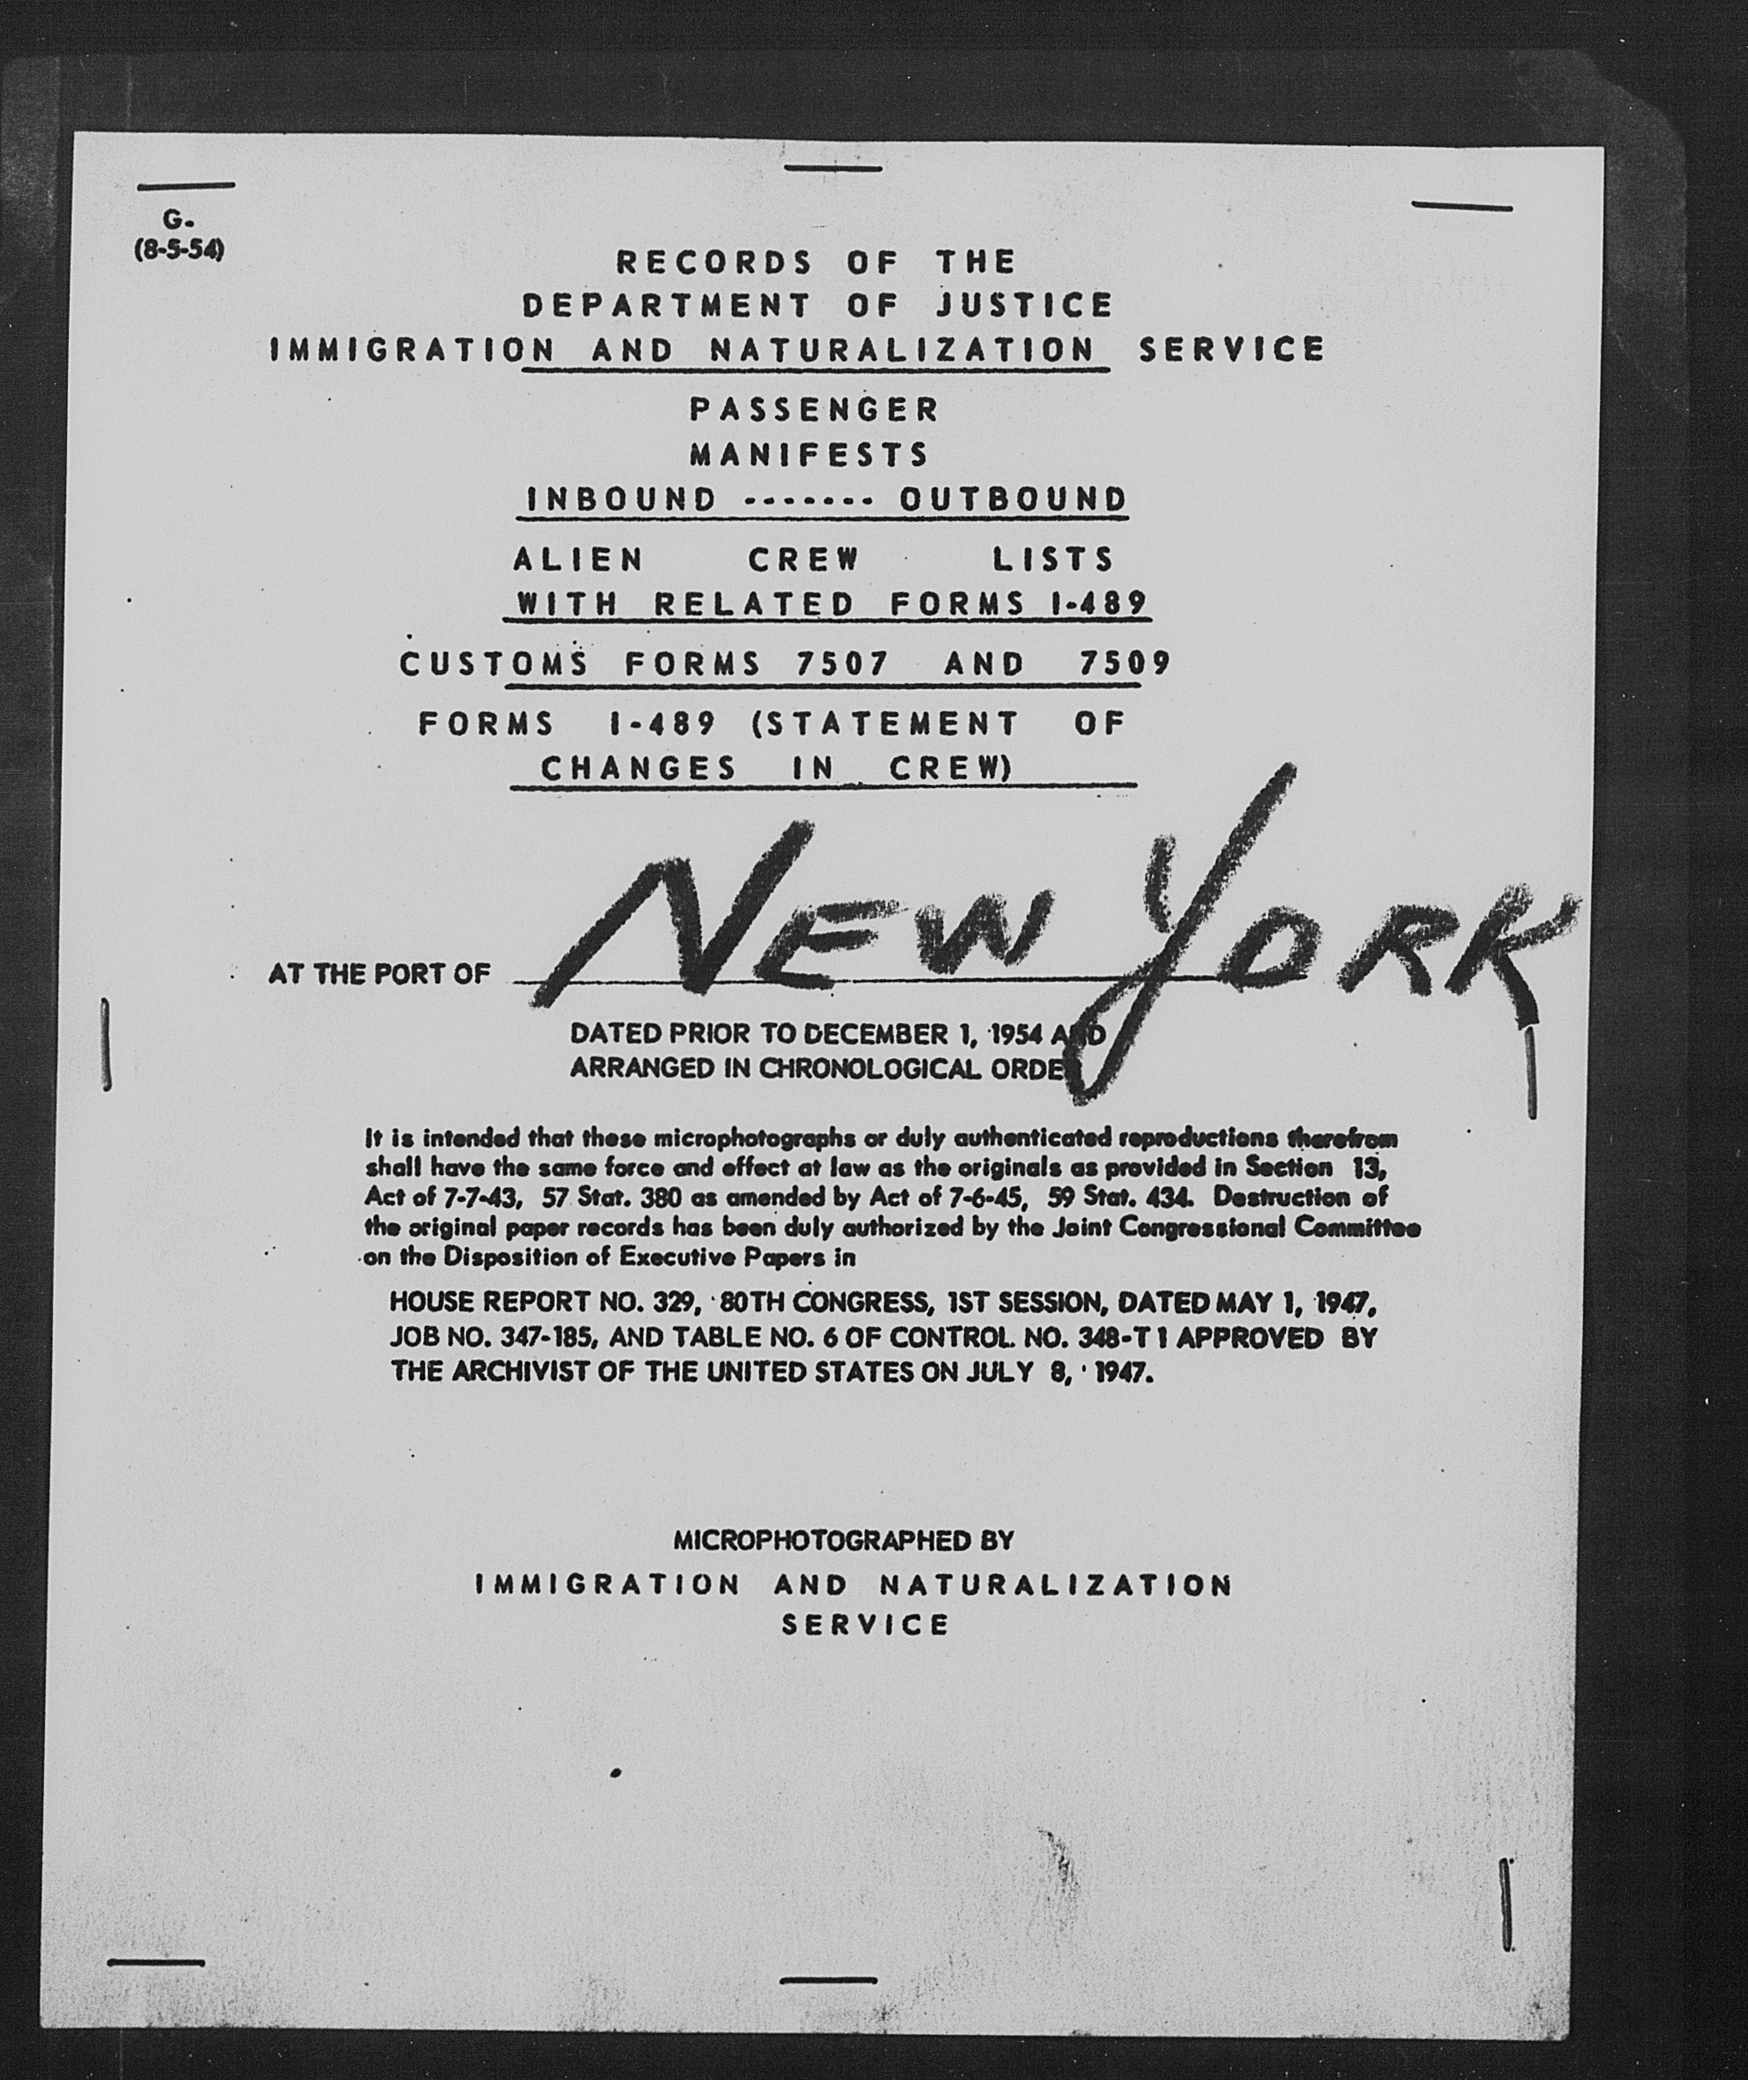 G-
(8-5-54)
RECORDS OF THE
DEPARTMENT OF JUSTICE
IMMIGRATION AND NATURALIZATION SERVICE
PASSENGER
MANIFESTS
INBOUND ------- OUTBOUND
ALIEN CREW LISTS
WITH RELATED FORMS I-489
CUSTOMS FORMS 7507 AND 7509
FORMS I-489 (STATEMENT OF
CHANGES IN CREW)
AT THE PORT OF NEW YORK
DATED PRIOR TO DECEMBER 1, 1954 AND
ARRANGED IN CHRONOLOGICAL ORDER
It is intended that these microphotographs or duly authenticated reproductions therefrom
shall have the same force and effect at law as the originals as provided in Section 13,
Act of 7-7-43, 57 Stat. 380 as amended by Act of 7-6-45, 59 Stat. 434. Destruction of
the original paper records has been duly authorized by the Joint Congressional Committee
on the Disposition of Executive Papers in
HOUSE REPORT NO. 329, 80TH CONGRESS, 1ST SESSION, DATED MAY 1, 1947,
JOB NO. 347-185, AND TABLE NO. 6 OF CONTROL NO. 348-T1 APPROVED BY
THE ARCHIVIST OF THE UNITED STATES ON JULY 8, 1947.
MICROPHOTOGRAPHED BY
IMMIGRATION AND NATURALIZATION
SERVICE